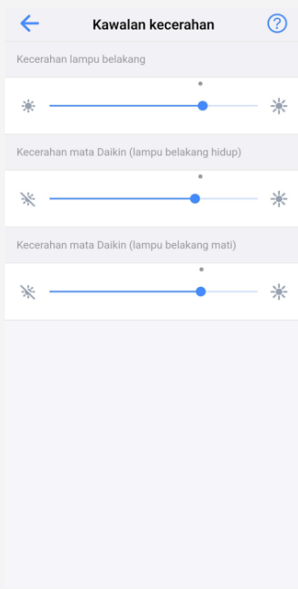 Kawalan kecerahan
Kecerahan lampu belakang
Kecerahan mata Daikin (lampu belakang hidup)
Kecerahan mata Daikin (lampu belakang mati)